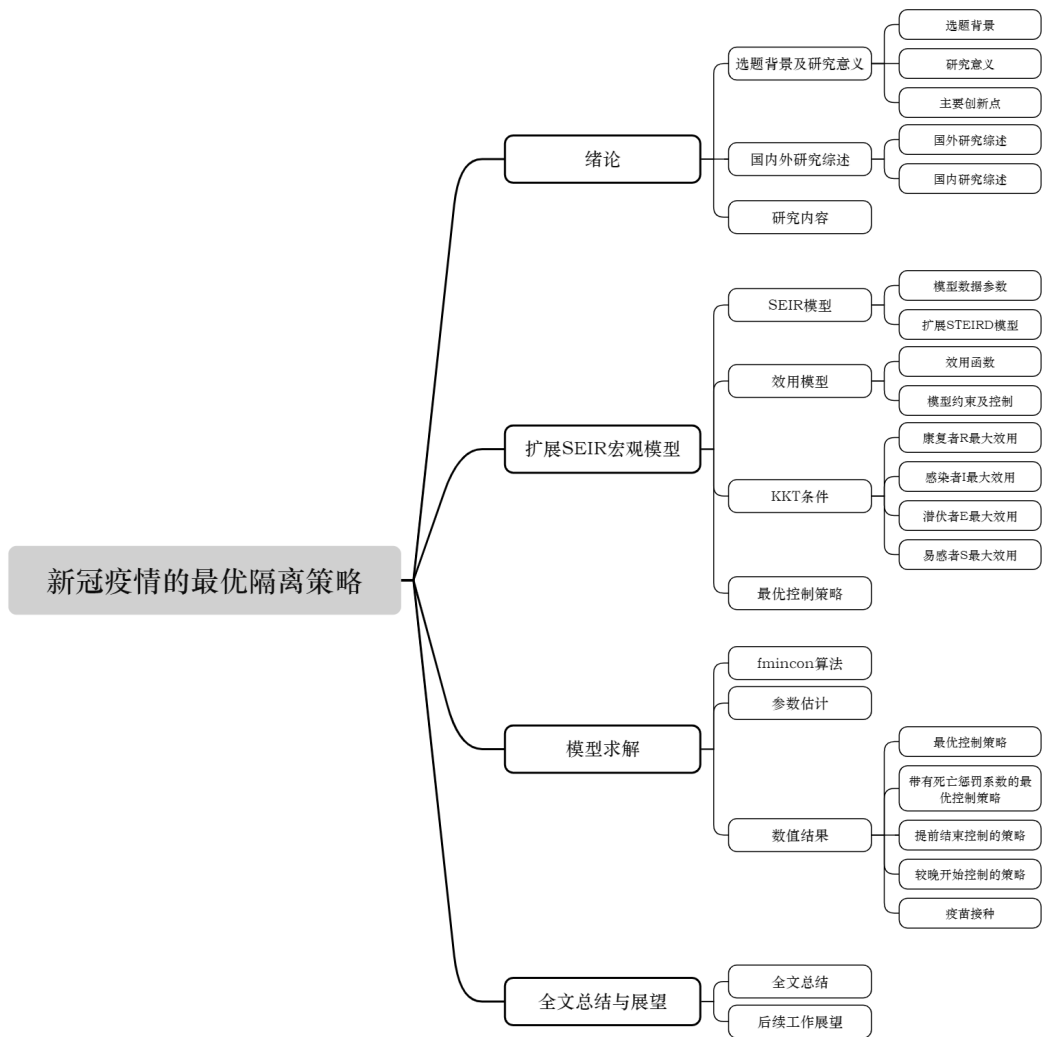 新冠疫情的最优隔离策略
绪论
选题背景及研究意义
选题背景
研究意义
主要创新点
国内外研究综述
国外研究综述
国内研究综述
研究内容
扩展SEIR宏观模型
SEIR模型
模型数据参数
扩展STEIRD模型
效用模型
效用函数
模型约束及控制
KKT条件
康复者R最大效用
感染者I最大效用
潜伏者E最大效用
易感者S最大效用
最优控制策略
模型求解
fmincon算法
参数估计
数值结果
最优控制策略
带有死亡惩罚系数的最
优控制策略
提前结束控制的策略
较晚开始控制的策略
疫苗接种
全文总结与展望
全文总结
后续工作展望